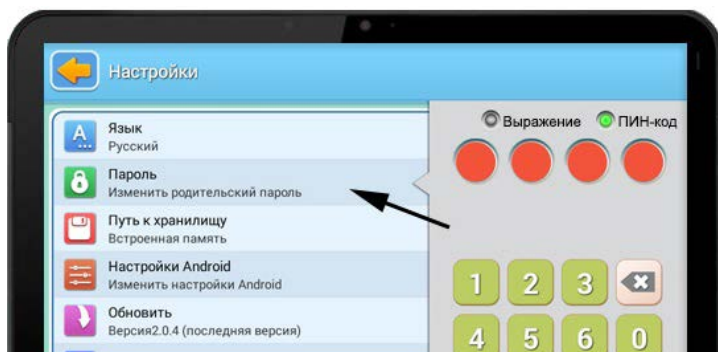 Настройки
Выражение ПИН-код
Язык
Русский
Пароль
Изменить родительский пароль
Путь к хранилищу
Встроенная память
Настройки Android
Изменить настройки Android
Обновить
Версия2.0.4 (последняя версия)
1 2 3
4 5 6 0